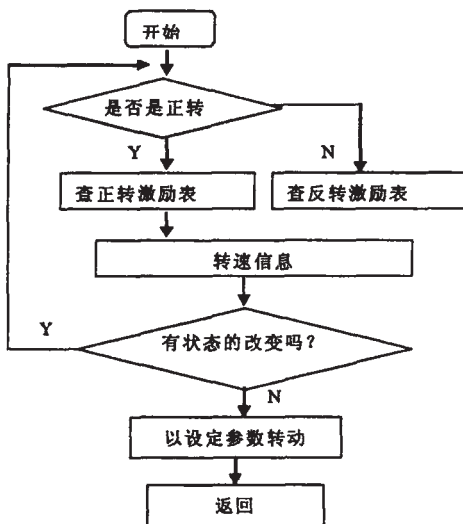 开始
是否是正转
Y
N
查正转激励表
查反转激励表
转速信息
Y
有状态的改变吗？
N
以设定参数转动
返回